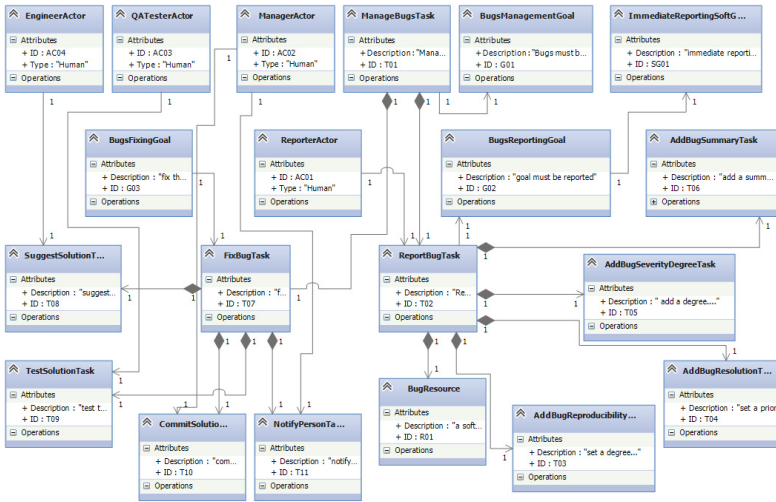 EngineerActor
Attributes
+ ID : AC04
+ Type : "Human"
Operations
QATesterActor
Attributes
+ ID : AC03
+ Type : "Human"
Operations
ManagerActor
Attributes
+ ID : AC02
+ Type : "Human"
Operations
ManageBugsTask
Attributes
+ Description : "Mana...
+ ID : T01
Operations
BugsManagementGoal
Attributes
+ Description : "Bugs must b...
+ ID : G01
Operations
ImmediateReportingSoftG...
Attributes
+ Description : "immediate reporti...
+ ID : SG01
Operations
BugsFixingGoal
Attributes
+ Description : "fix th...
+ ID : G03
Operations
ReporterActor
Attributes
+ ID : AC01
+ Type : "Human"
Operations
BugsReportingGoal
Attributes
+ Description : "goal must be reported"
+ ID : G02
Operations
AddBugSummaryTask
Attributes
+ Description : "add a summ...
+ ID : T06
Operations
SuggestSolutionT...
Attributes
+ Description : "suggest...
+ ID : T08
Operations
FixBugTask
Attributes
+ Description : "f...
+ ID : T07
Operations
ReportBugTask
Attributes
+ Description : "Re...
+ ID : T02
Operations
AddBugSeverityDegreeTask
Attributes
+ Description : " add a degree...."
+ ID : T05
Operations
TestSolutionTask
Attributes
+ Description : "test t...
+ ID : T09
Operations
CommitSolutio...
Attributes
+ Description : "com...
+ ID : T10
Operations
NotifyPersonTa...
Attributes
+ Description : "notify...
+ ID : T11
Operations
BugResource
Attributes
+ Description : "a soft...
+ ID : R01
Operations
AddBugReproducibility...
Attributes
+ Description : "set a degree..."
+ ID : T03
Operations
AddBugResolutionT...
Attributes
+ Description : "set a prior...
+ ID : T04
Operations